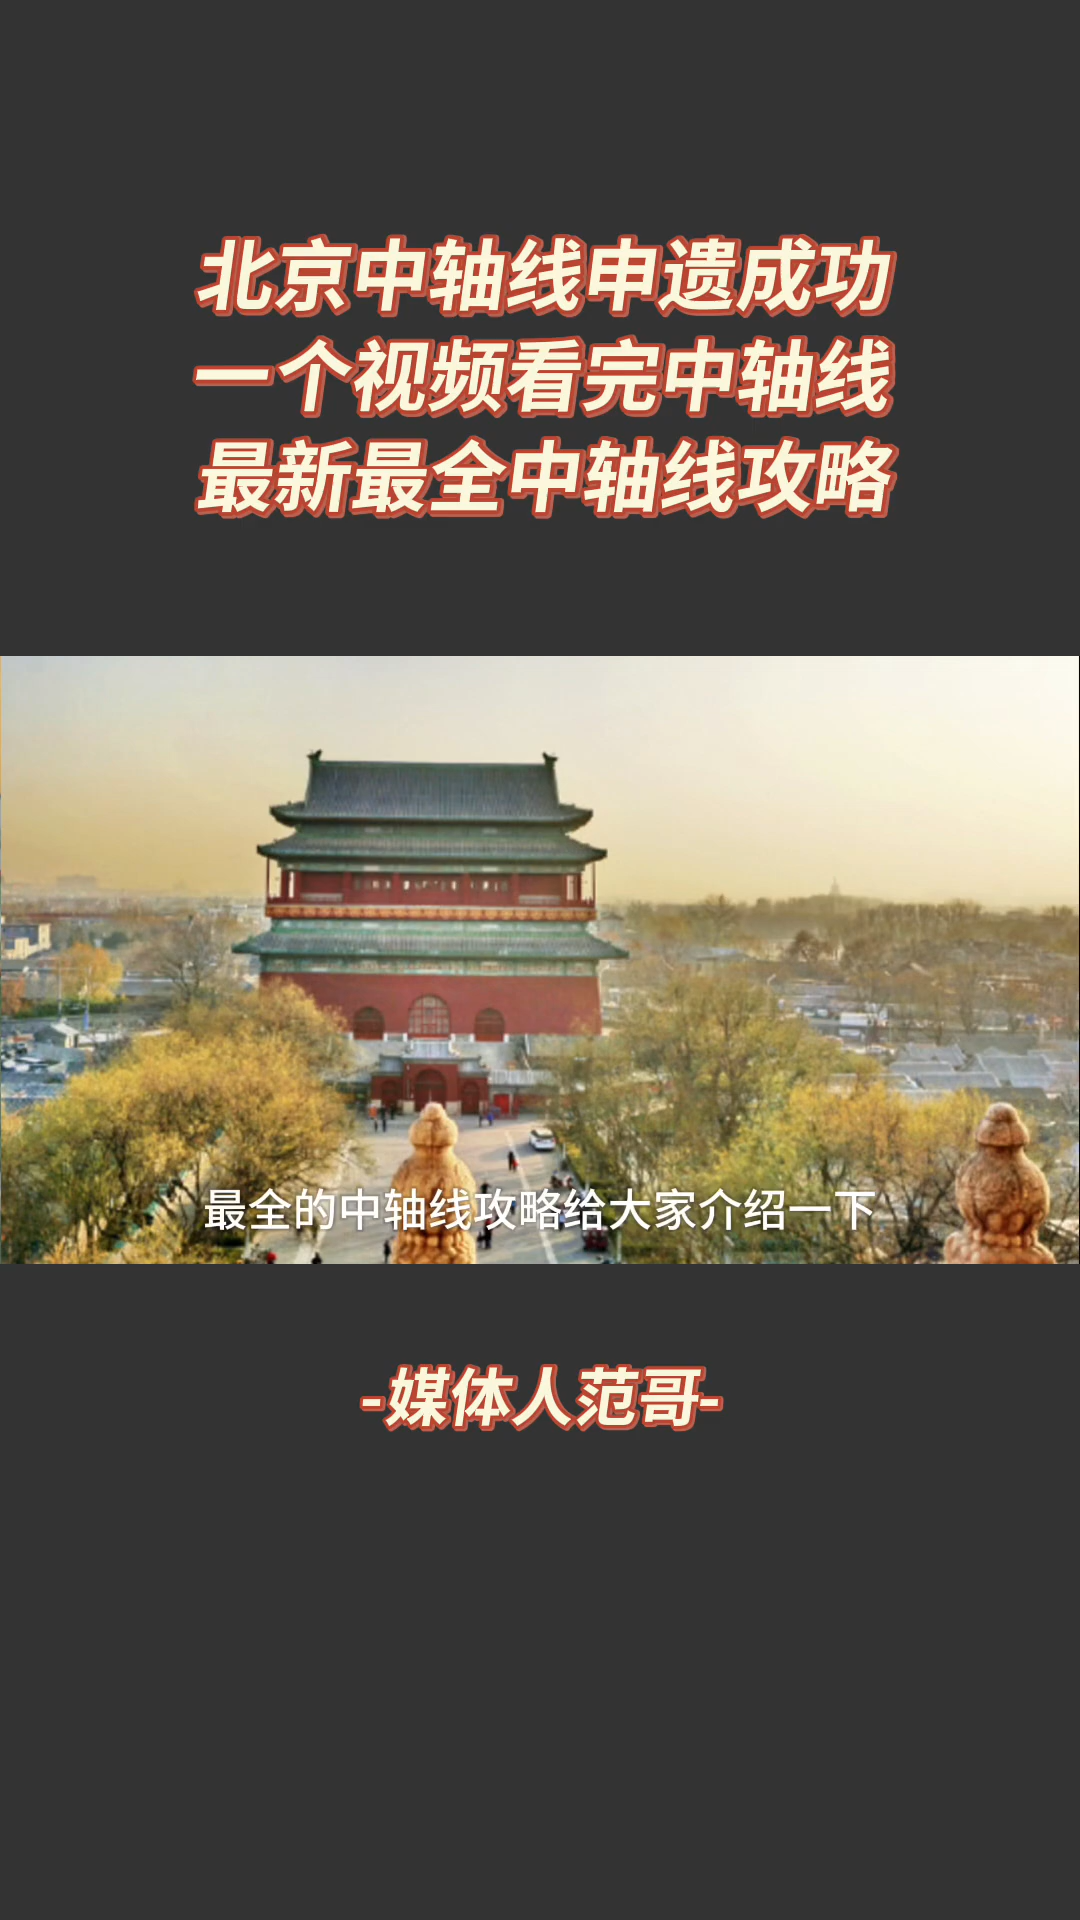 北京中轴线申遗成功
一个视频看完中轴线
最新最全中轴线攻略
最全的中轴线攻略给大家介绍一下
-媒体人范哥-